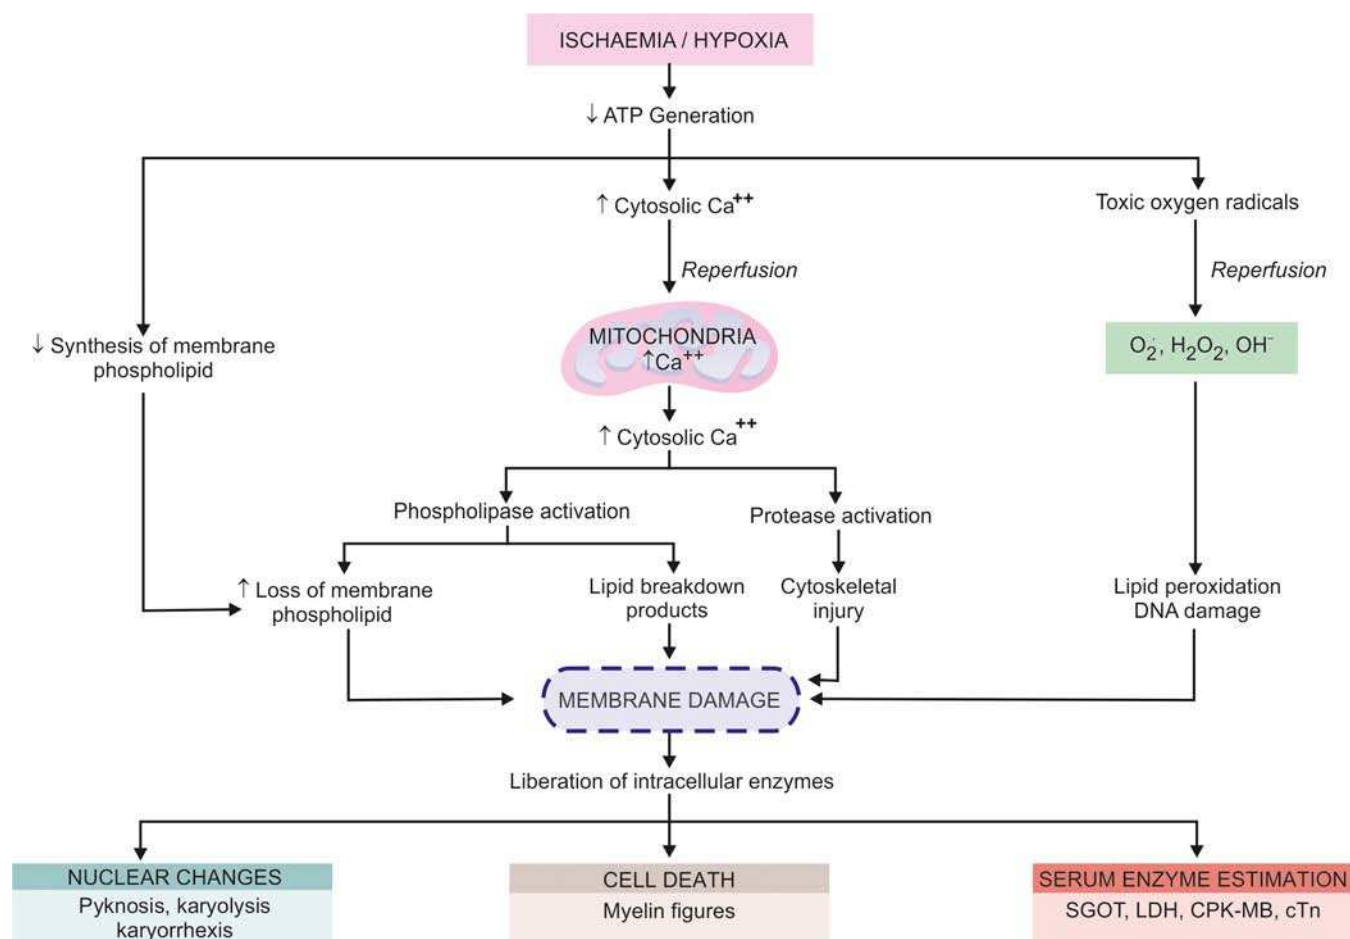 ISCHAEMIA / HYPOXIA
↓ ATP Generation
↑ Cytosolic Ca++
Toxic oxygen radicals
Reperfusion
Reperfusion
↓ Synthesis of membrane
phospholipid
MITOCHONDRIA
↑Ca++
O₂˙̄, H₂O₂, OH⁻
↑ Cytosolic Ca++
Phospholipase activation
Protease activation
↑ Loss of membrane
phospholipid
Lipid breakdown
products
Cytoskeletal
injury
Lipid peroxidation
DNA damage
MEMBRANE DAMAGE
Liberation of intracellular enzymes
NUCLEAR CHANGES
Pyknosis, karyolysis
karyorrhexis
CELL DEATH
Myelin figures
SERUM ENZYME ESTIMATION
SGOT, LDH, CPK-MB, cTn